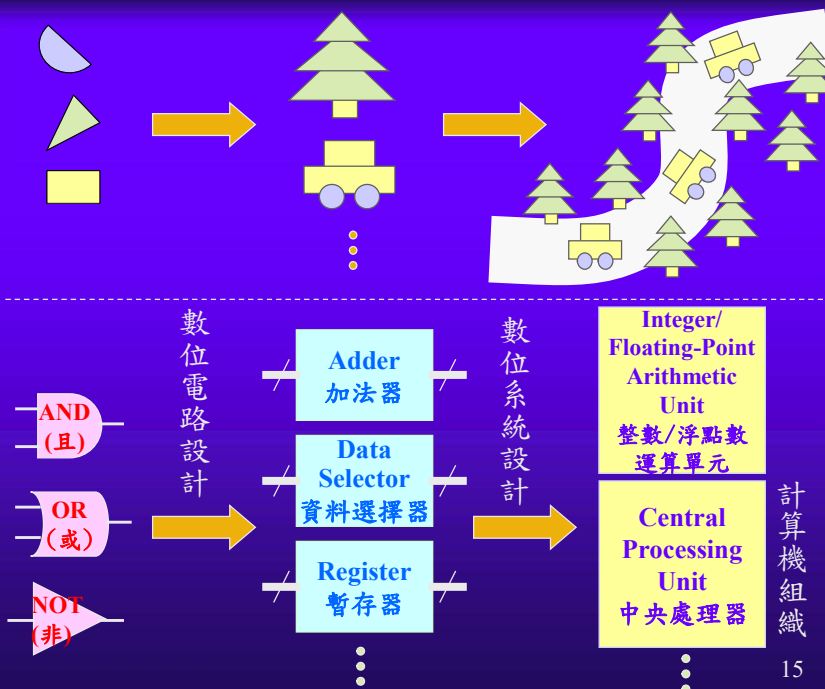 數位電路設計
數位系統設計
AND
(且)
OR
(或)
NOT
(非)
Adder
加法器
Data
Selector
資料選擇器
Register
暫存器
Integer/
Floating-Point
Arithmetic
Unit
整數/浮點數
運算單元
Central
Processing
Unit
中央處理器
計算機組織
15